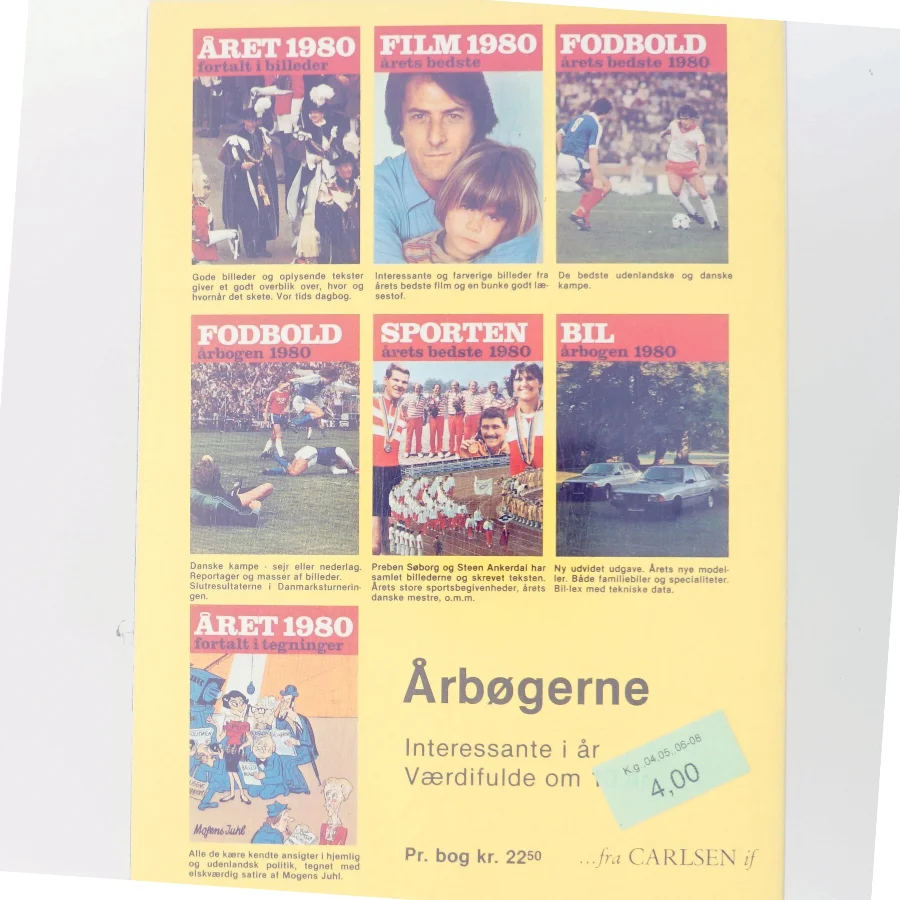 ÅRET 1980
fortalt i billeder
Gode billeder og oplysende tekster
giver et godt overblik over, hvor og
hvornår det skete. Vor tids dagbog.
FILM 1980
årets bedste
Interessante og farverige billeder fra
årets bedste film og en bunke godt læ-
sestof.
FODBOLD
årets bedste 1980
De bedste udenlandske og danske
kampe.
FODBOLD
årbogen 1980
Danske kampe - sejr eller nederlag.
Reportager og masser af billeder.
Slutresultaterne i Danmarksturnerin-
gen.
SPORTEN
årets bedste 1980
Preben Søborg og Steen Ankerdal har
samlet billederne og skrevet teksten.
Årets store sportsbegivenheder, årets
danske mestre, o.m.m.
BIL
årbogen 1980
Ny udvidet udgave. Årets nye model-
ler. Både familiebiler og specialiteter.
Bil-lex med tekniske data.
ÅRET 1980
fortalt i tegninger
Mogens Juhl
Alle de kære kendte ansigter i hjemlig
og udenlandsk politik, tegnet med
elskværdig satire af Mogens Juhl.
Årbøgerne
Interessante i år
Værdifulde om
K.g. 04.05. 06-08
4,00
Pr. bog kr. 2250
...fra CARLSEN if